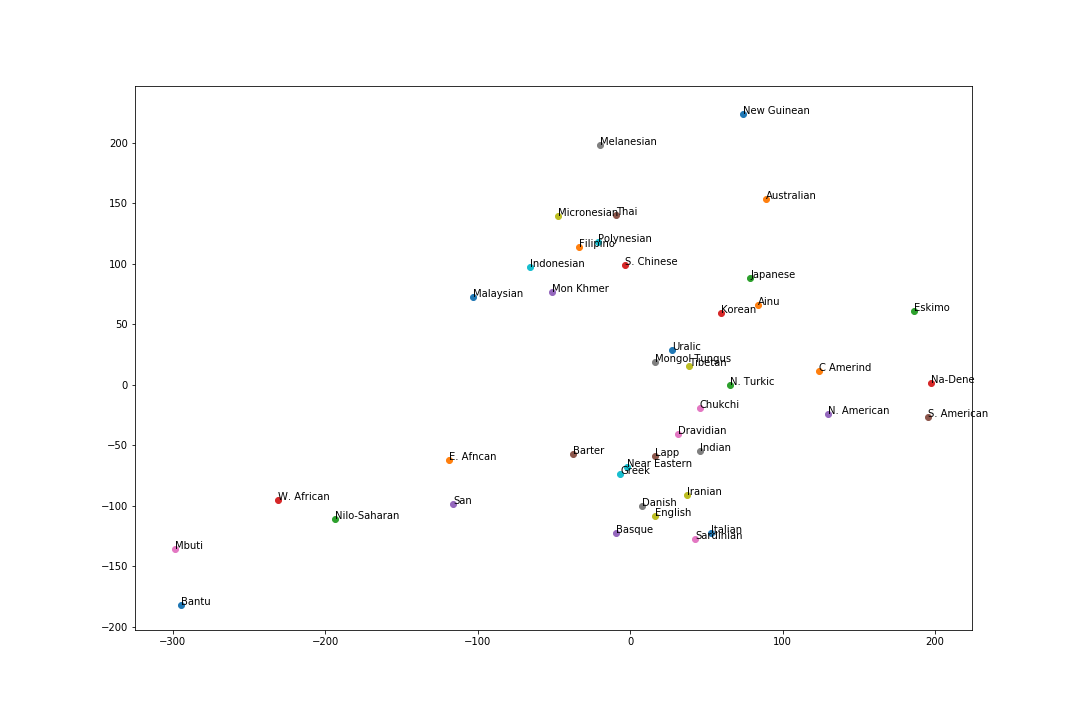 New Guinean
Melanesian
200
Australian
150
Micronesian
Thai
Polynesian
Filipino
100
Indonesian
S. Chinese
Japanese
Malaysian
Mon Khmer
50
Korean
Ainu
Eskimo
Uralic
Mongol Tungus
Tibetan
C Amerind
0
N. Turkic
Na-Dene
Chukchi
N. American
S. American
Dravidian
−50
E. Afncan
Barter
Lapp
Indian
Near Eastern
Greek
−100
W. African
San
Iranian
Nilo-Saharan
Danish
English
Basque
Italian
Sardinian
−150
Mbuti
Bantu
−200
−300 −200 −100 0 100 200